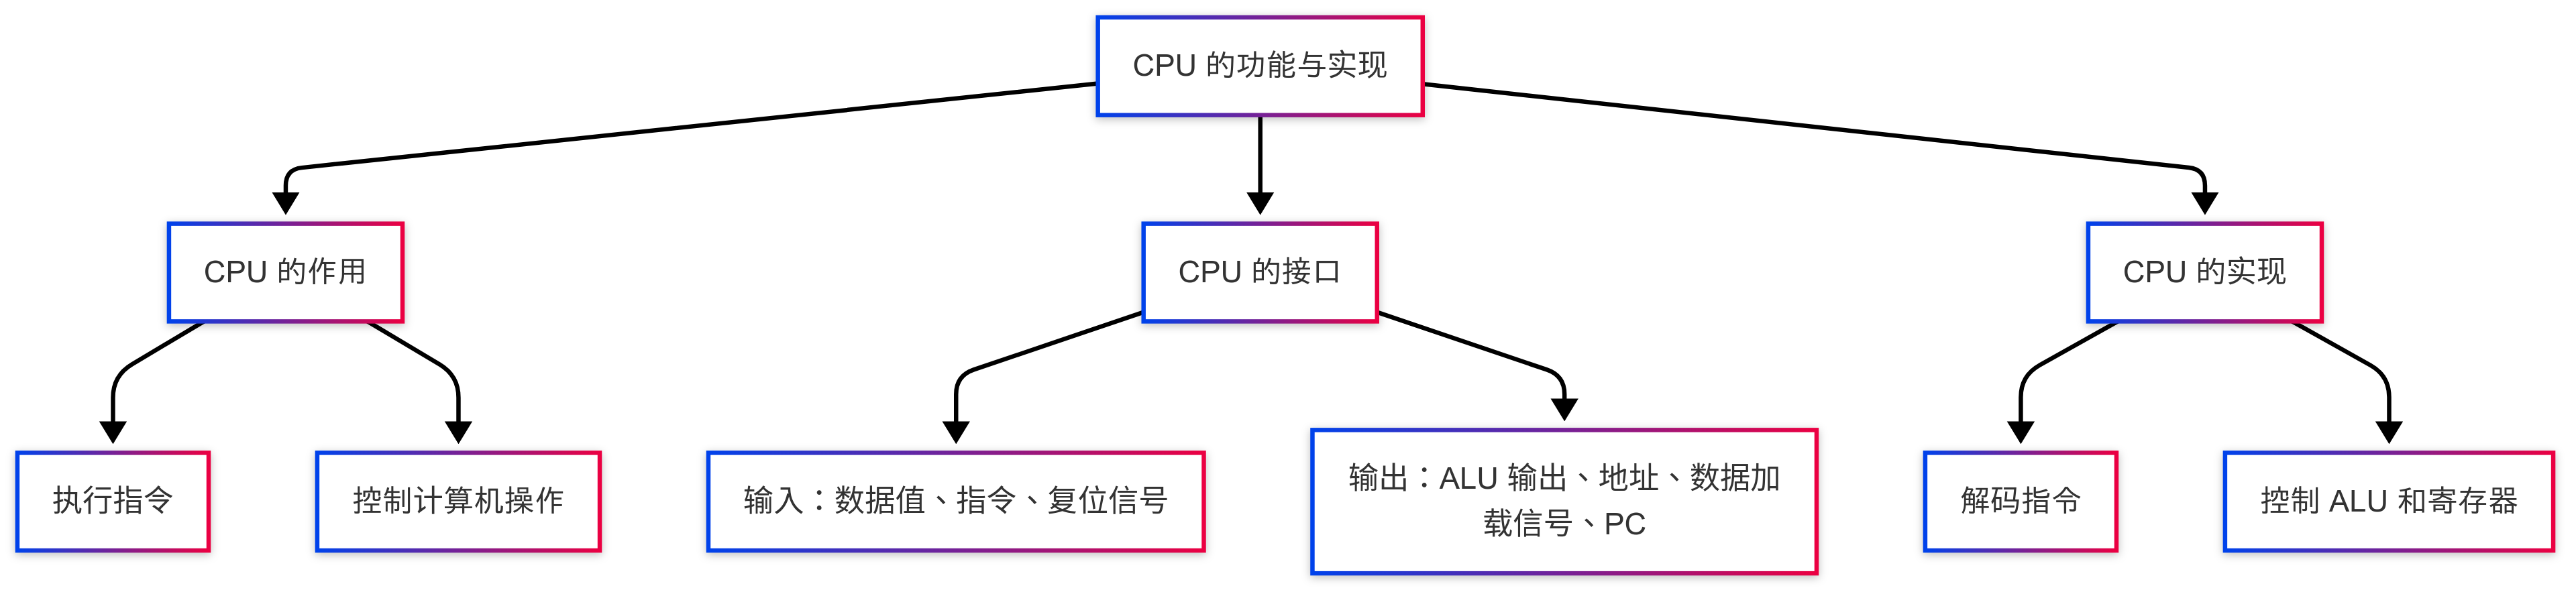 CPU 的功能与实现
CPU 的作用
CPU 的接口
CPU 的实现
执行指令
控制计算机操作
输入：数据值、指令、复位信号
输出：ALU 输出、地址、数据加
载信号、PC
解码指令
控制 ALU 和寄存器